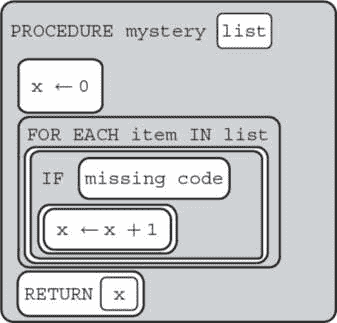 PROCEDURE mystery list
x ← 0
FOR EACH item IN list
IF missing code
x ← x + 1
RETURN x